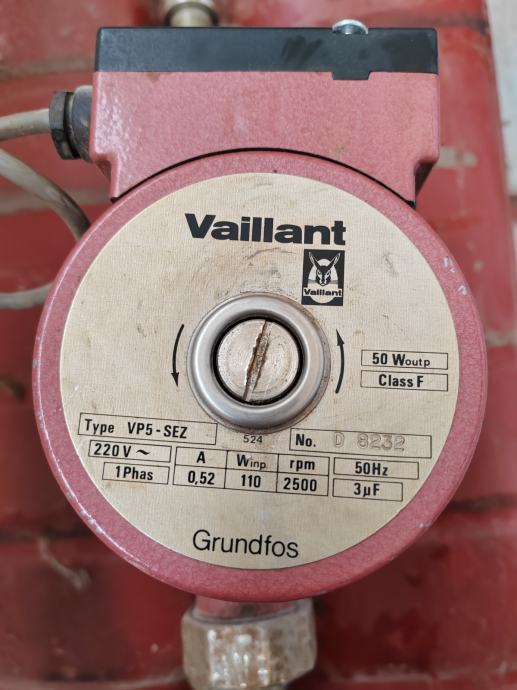 Vaillant
Vaillant
50 Woutp
Class F
Type VP5-SEZ
524
No. D 8232
220V ~
1Phas
A
0,52
Winp
110
rpm
2500
50Hz
3µF
Grundfos